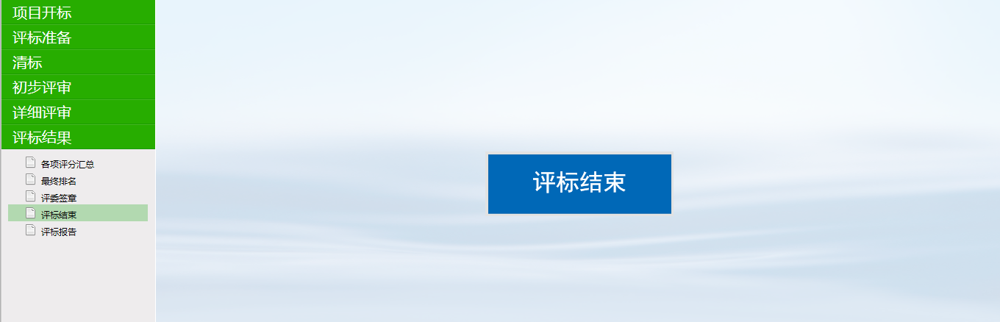 项目开标
评标准备
清标
初步评审
详细评审
评标结果
各项评分汇总
最终排名
评委签章
评标结束
评标报告
评标结束